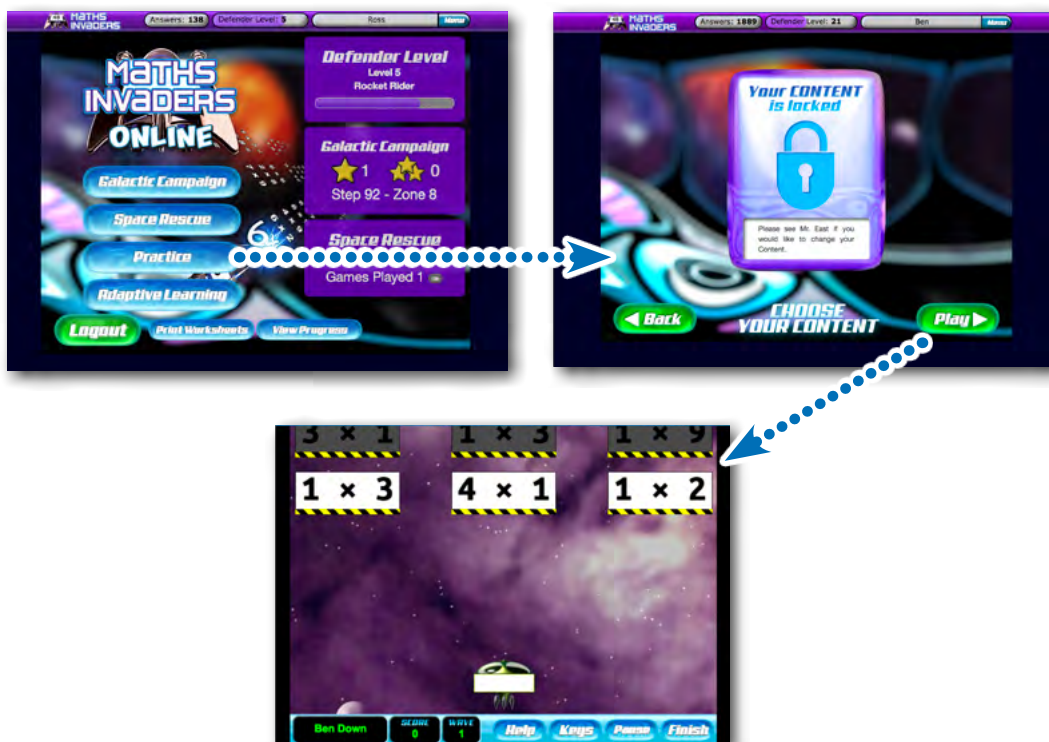 MATHS INVADERS
Answers: 138
Defender Level: 5
Ross
Menu
MATHS
INVADERS
ONLINE
Galactic Campaign
Space Rescue
Practice
Adaptive Learning
Logout
Print Worksheets
View Progress
Defender Level
Level 5
Rocket Rider
Galactic Campaign
1 0
Step 92 - Zone 8
Space Rescue
Games Played 1
6
MATHS INVADERS
Answers: 1889
Defender Level: 21
Ben
Menu
Your CONTENT
is locked
Please see Mr. East if you
would like to change your
Content.
Back
CHOOSE
YOUR CONTENT
Play
3 × 1
1 × 3
1 × 9
1 × 3
4 × 1
1 × 2
Ben Down
SCORE
0
WAVE
1
Help
Keys
Pause
Finish